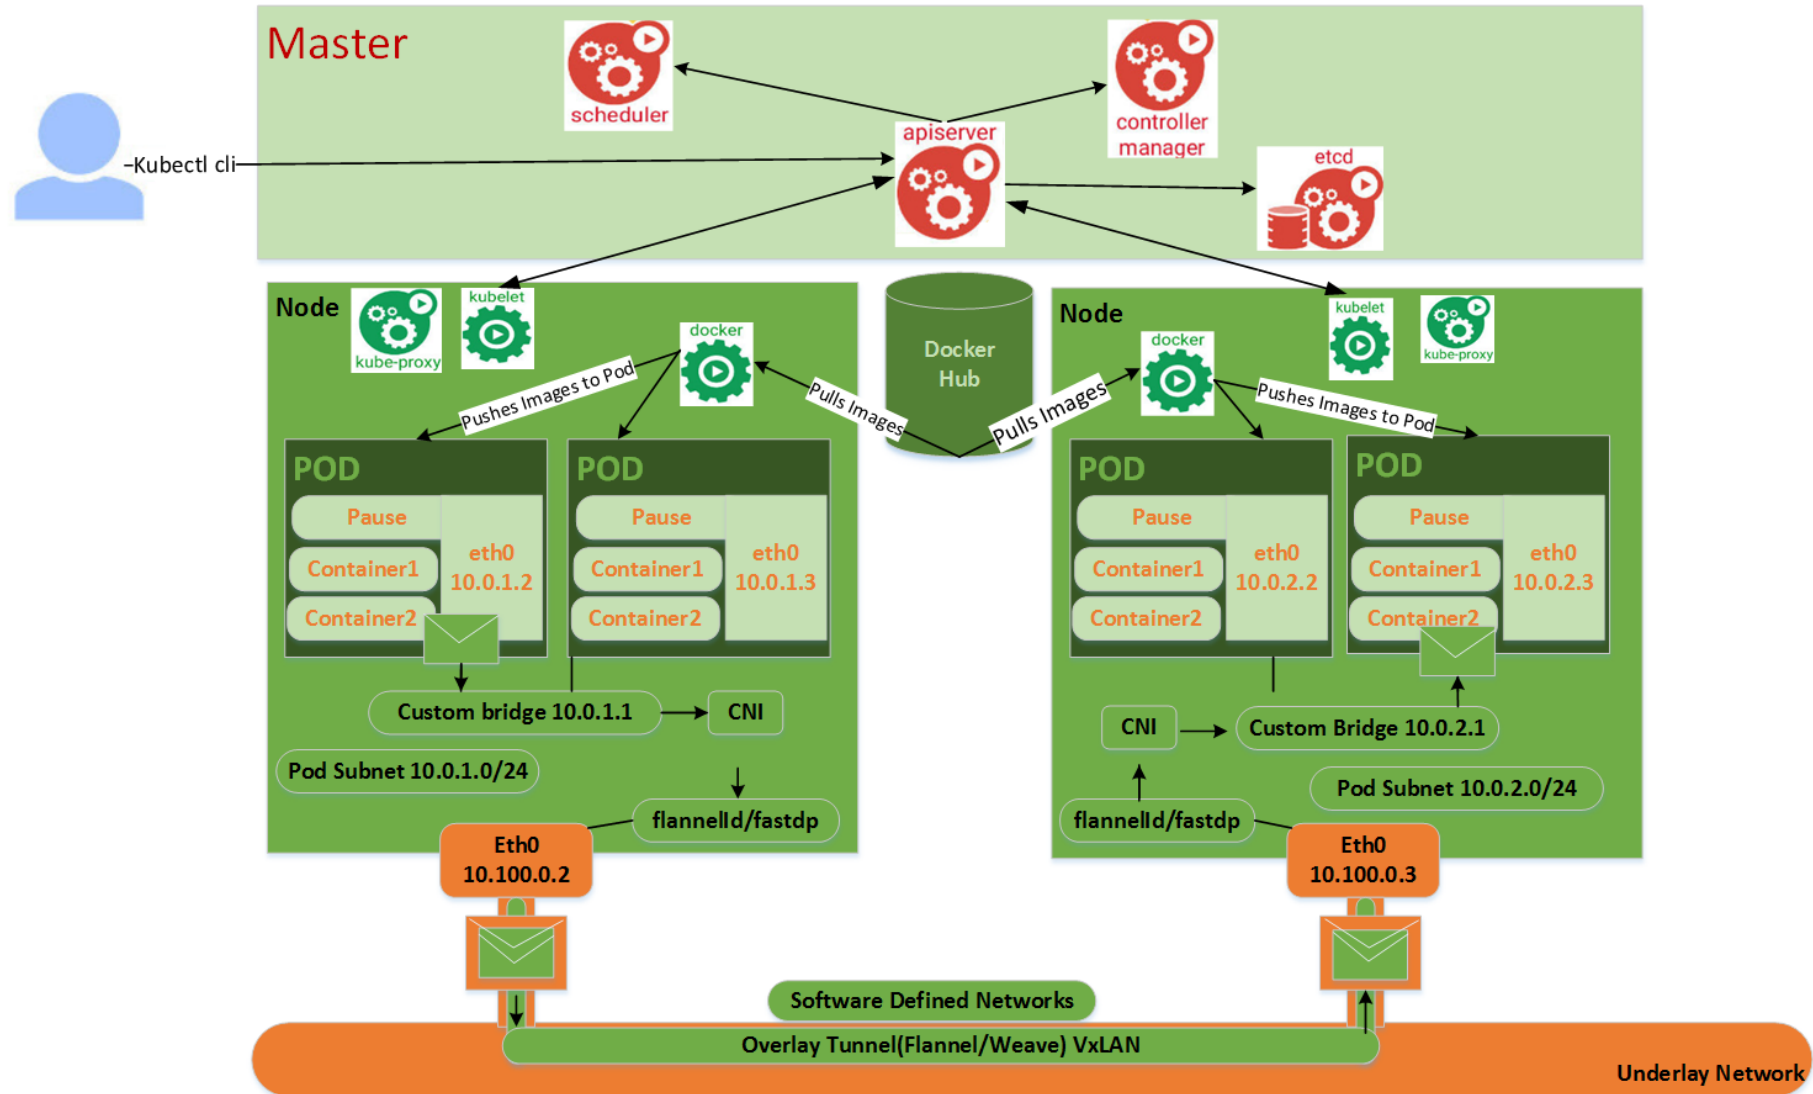 Master
scheduler
controller
manager
apiserver
etcd
Kubectl cli
Node
kube-proxy
kubelet
docker
Pushes Images to Pod
Pulls Images
Docker
Hub
Pulls Images
Node
docker
kubelet
kube-proxy
Pushes Images to Pod
POD
Pause
Container1
Container2
eth0
10.0.1.2
POD
Pause
Container1
Container2
eth0
10.0.1.3
POD
Pause
Container1
Container2
eth0
10.0.2.2
POD
Pause
Container1
Container2
eth0
10.0.2.3
Custom bridge 10.0.1.1
CNI
Pod Subnet 10.0.1.0/24
flannelId/fastdp
CNI
Custom Bridge 10.0.2.1
Pod Subnet 10.0.2.0/24
flannelId/fastdp
Eth0
10.100.0.2
Eth0
10.100.0.3
Software Defined Networks
Overlay Tunnel(Flannel/Weave) VxLAN
Underlay Network